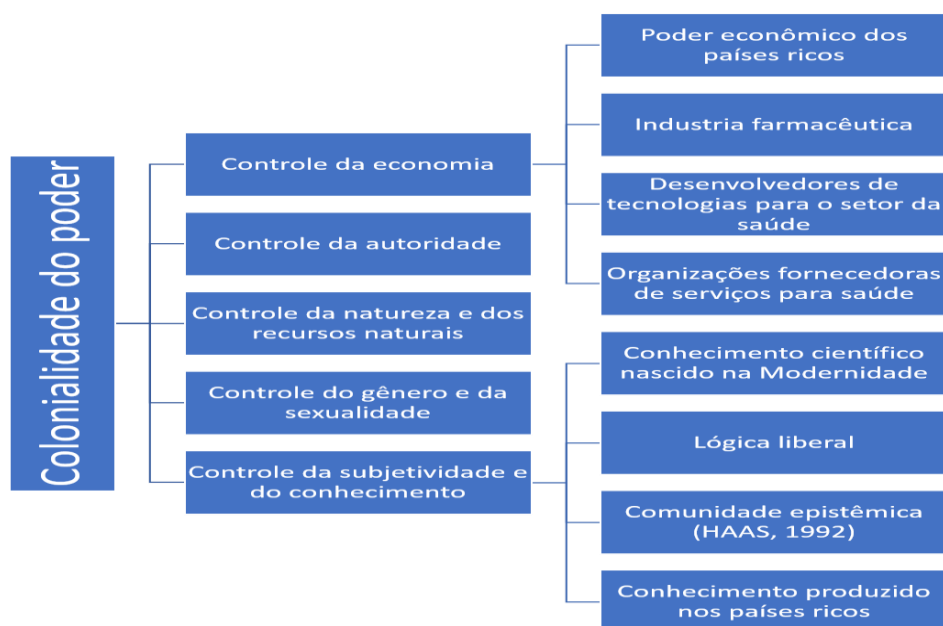 Colonialidade do poder
Controle da economia
Controle da autoridade
Controle da natureza e dos
recursos naturais
Controle do gênero e da
sexualidade
Controle da subjetividade e
do conhecimento
Poder econômico dos
países ricos
Industria farmacêutica
Desenvolvedores de
tecnologias para o setor da
saúde
Organizações fornecedoras
de serviços para saúde
Conhecimento científico
nascido na Modernidade
Lógica liberal
Comunidade epistêmica
(HAAS, 1992)
Conhecimento produzido
nos países ricos